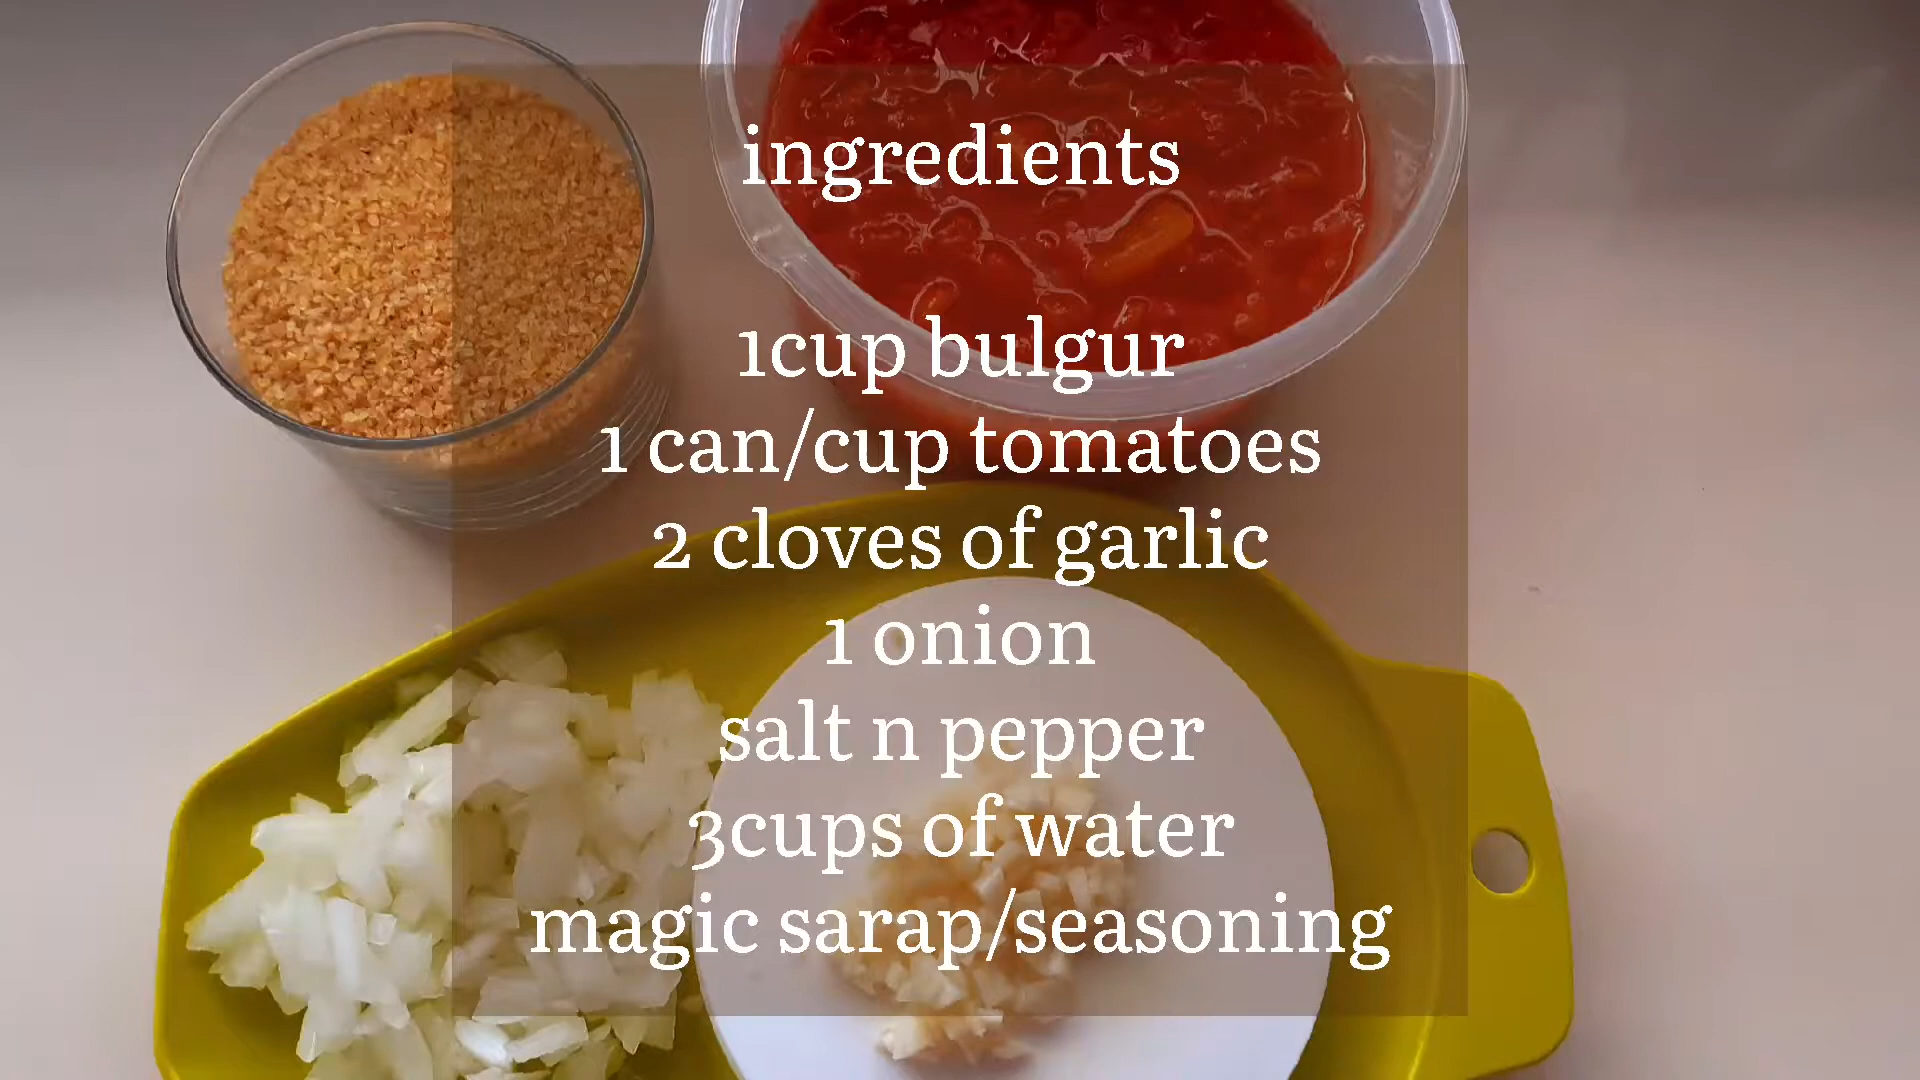 ingredients
1cup bulgur
1 can/cup tomatoes
2 cloves of garlic
1 onion
salt n pepper
3cups of water
magic sarap/seasoning